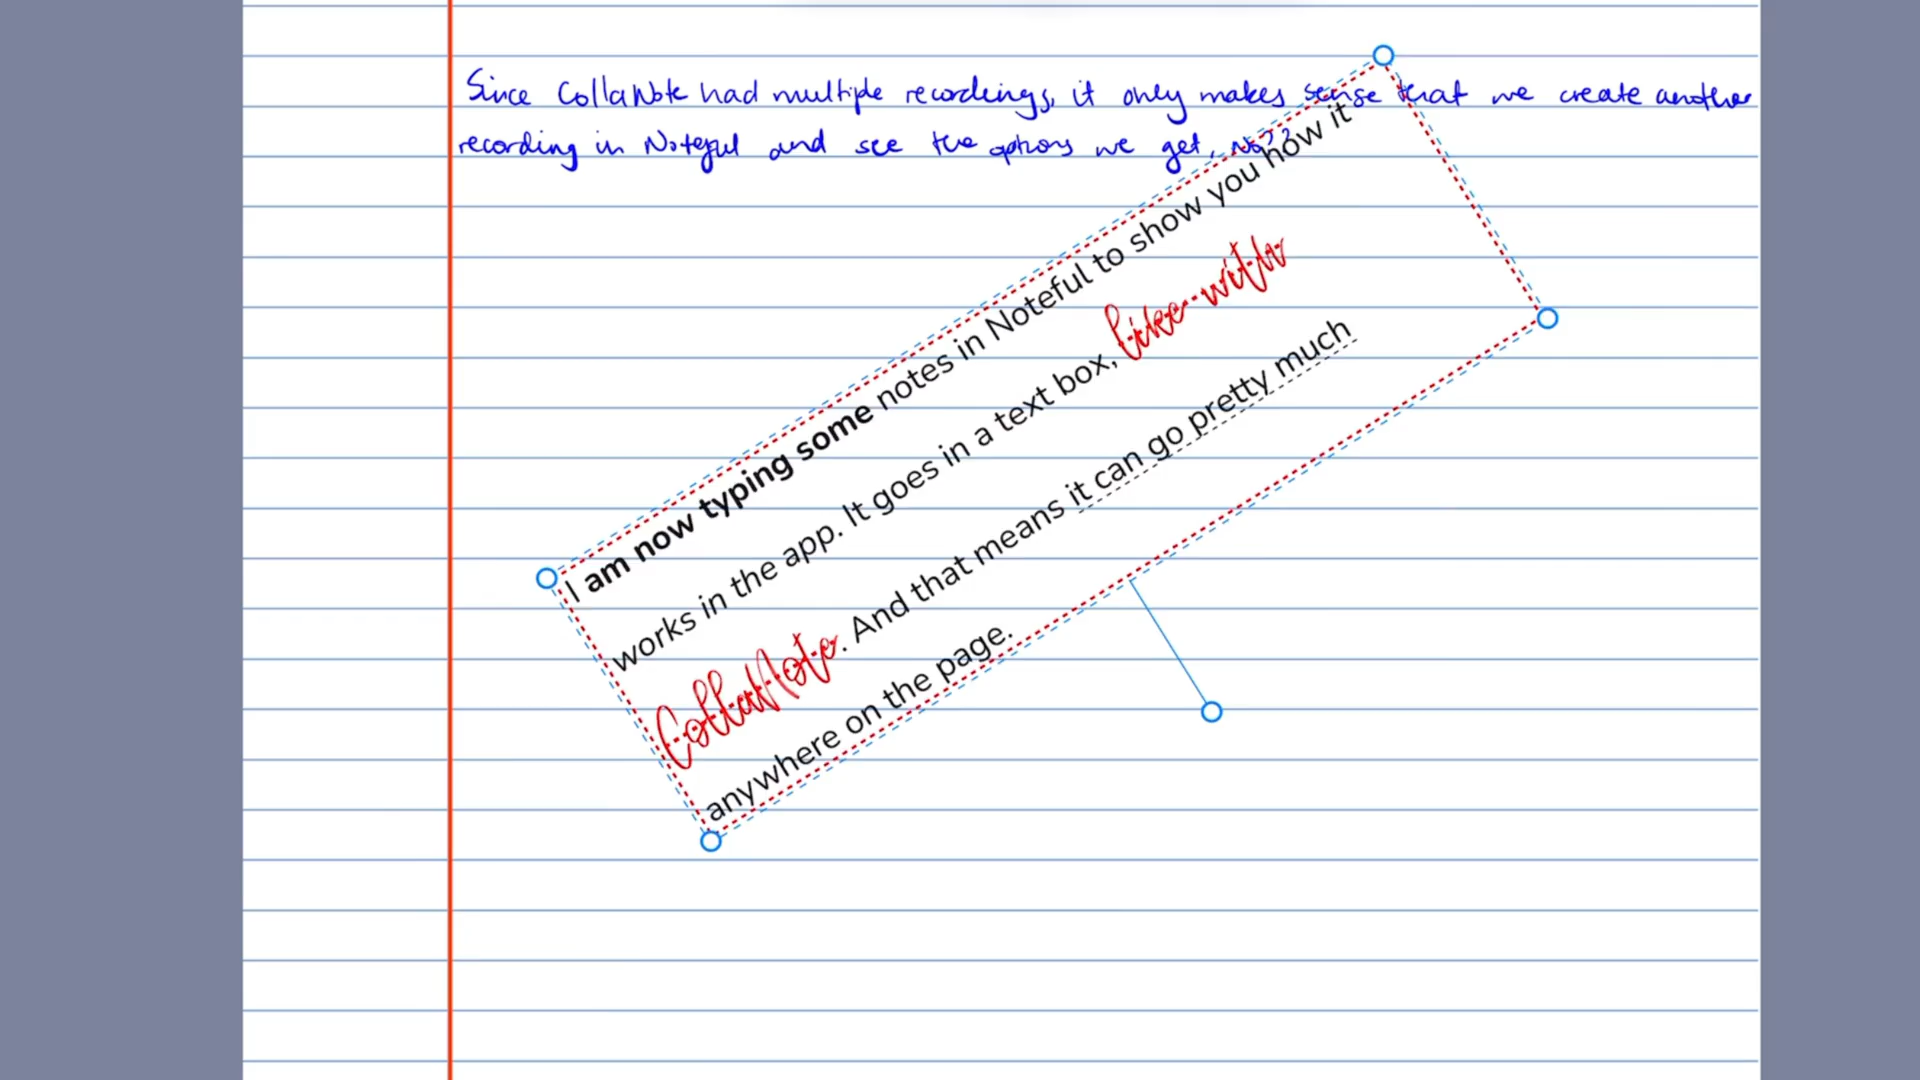 Since CollaNote had multiple recordings, it only makes sense that we create another
recording in Noteful and see the options we get, no??
I am now typing some notes in Noteful to show you how it
works in the app. It goes in a text box, like with
CollaNote. And that means it can go pretty much
anywhere on the page.